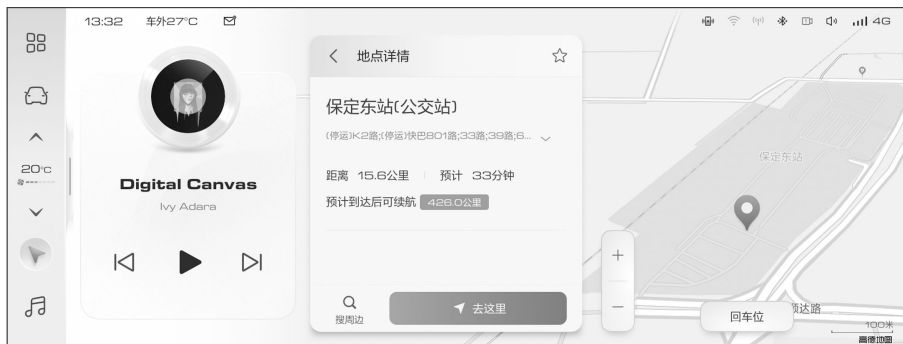 13:32 车外27°C
4G
20°C
Digital Canvas
Ivy Adara
地点详情
保定东站(公交站)
(停运)K2路;(停运)快巴801路;33路;39路;6...
距离 15.6公里 预计 33分钟
预计到达后可续航 426.0公里
搜周边
去这里
保定东站
+
-
回车位
顺达路
100米
高德地图